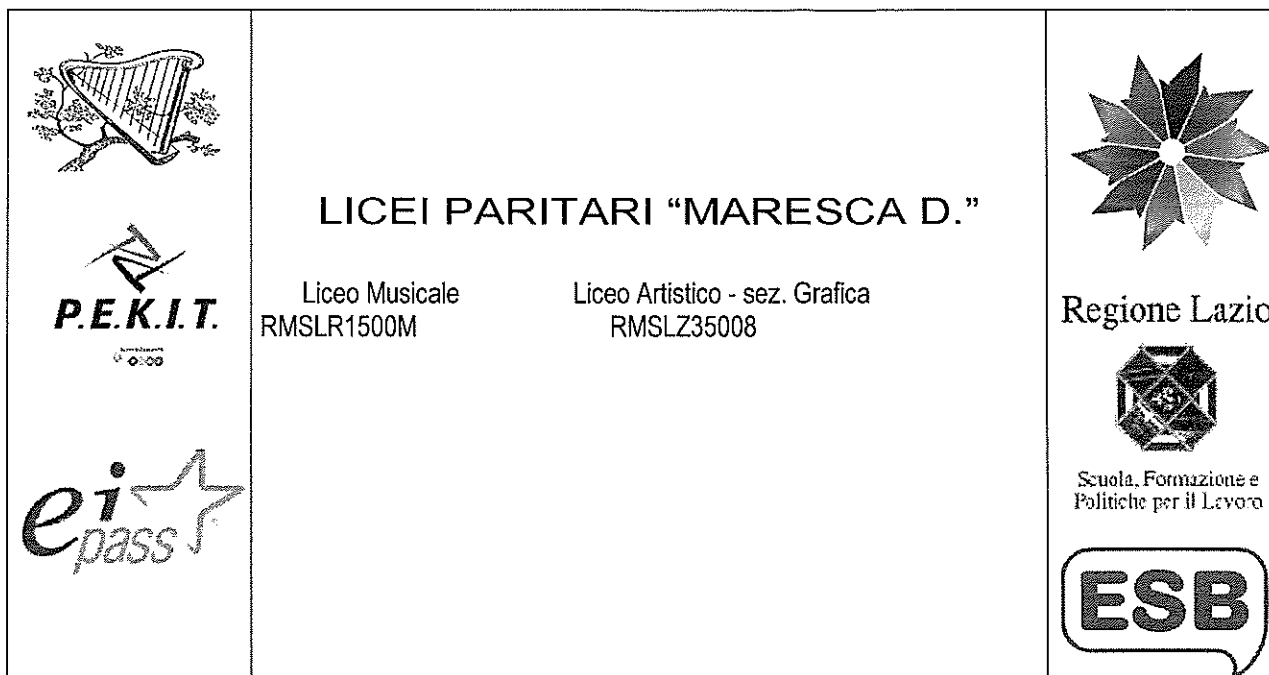 LICEI PARITARI “MARESCA D.”
Liceo Musicale
Liceo Artistico - sez. Grafica
RMSLR1500M
RMSLZ35008
P.E.K.I.T.
ei pass
Regione Lazio
Scuola, Formazione e
Politiche per il Lavoro
ESB